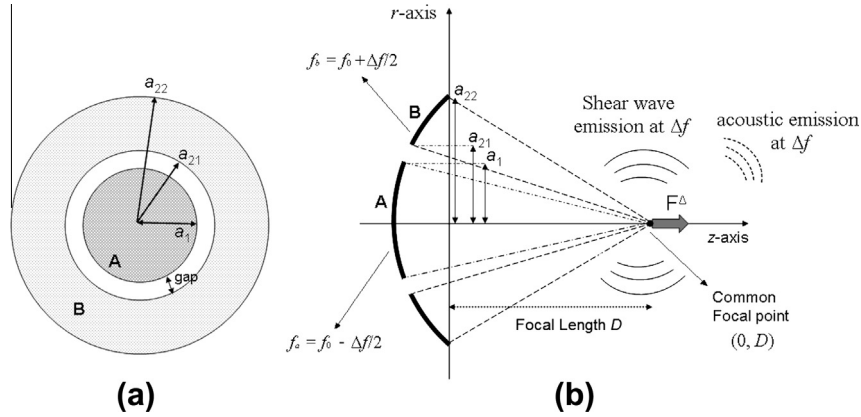 a22
a21
a1
A
gap
B
(a)
r-axis
fb = f0 + Δf/2
B
a22
a21
a1
A
Shear wave
emission at Δf
acoustic emission
at Δf
FΔ
z-axis
Focal Length D
Common
Focal point
(0, D)
fa = f0 - Δf/2
(b)